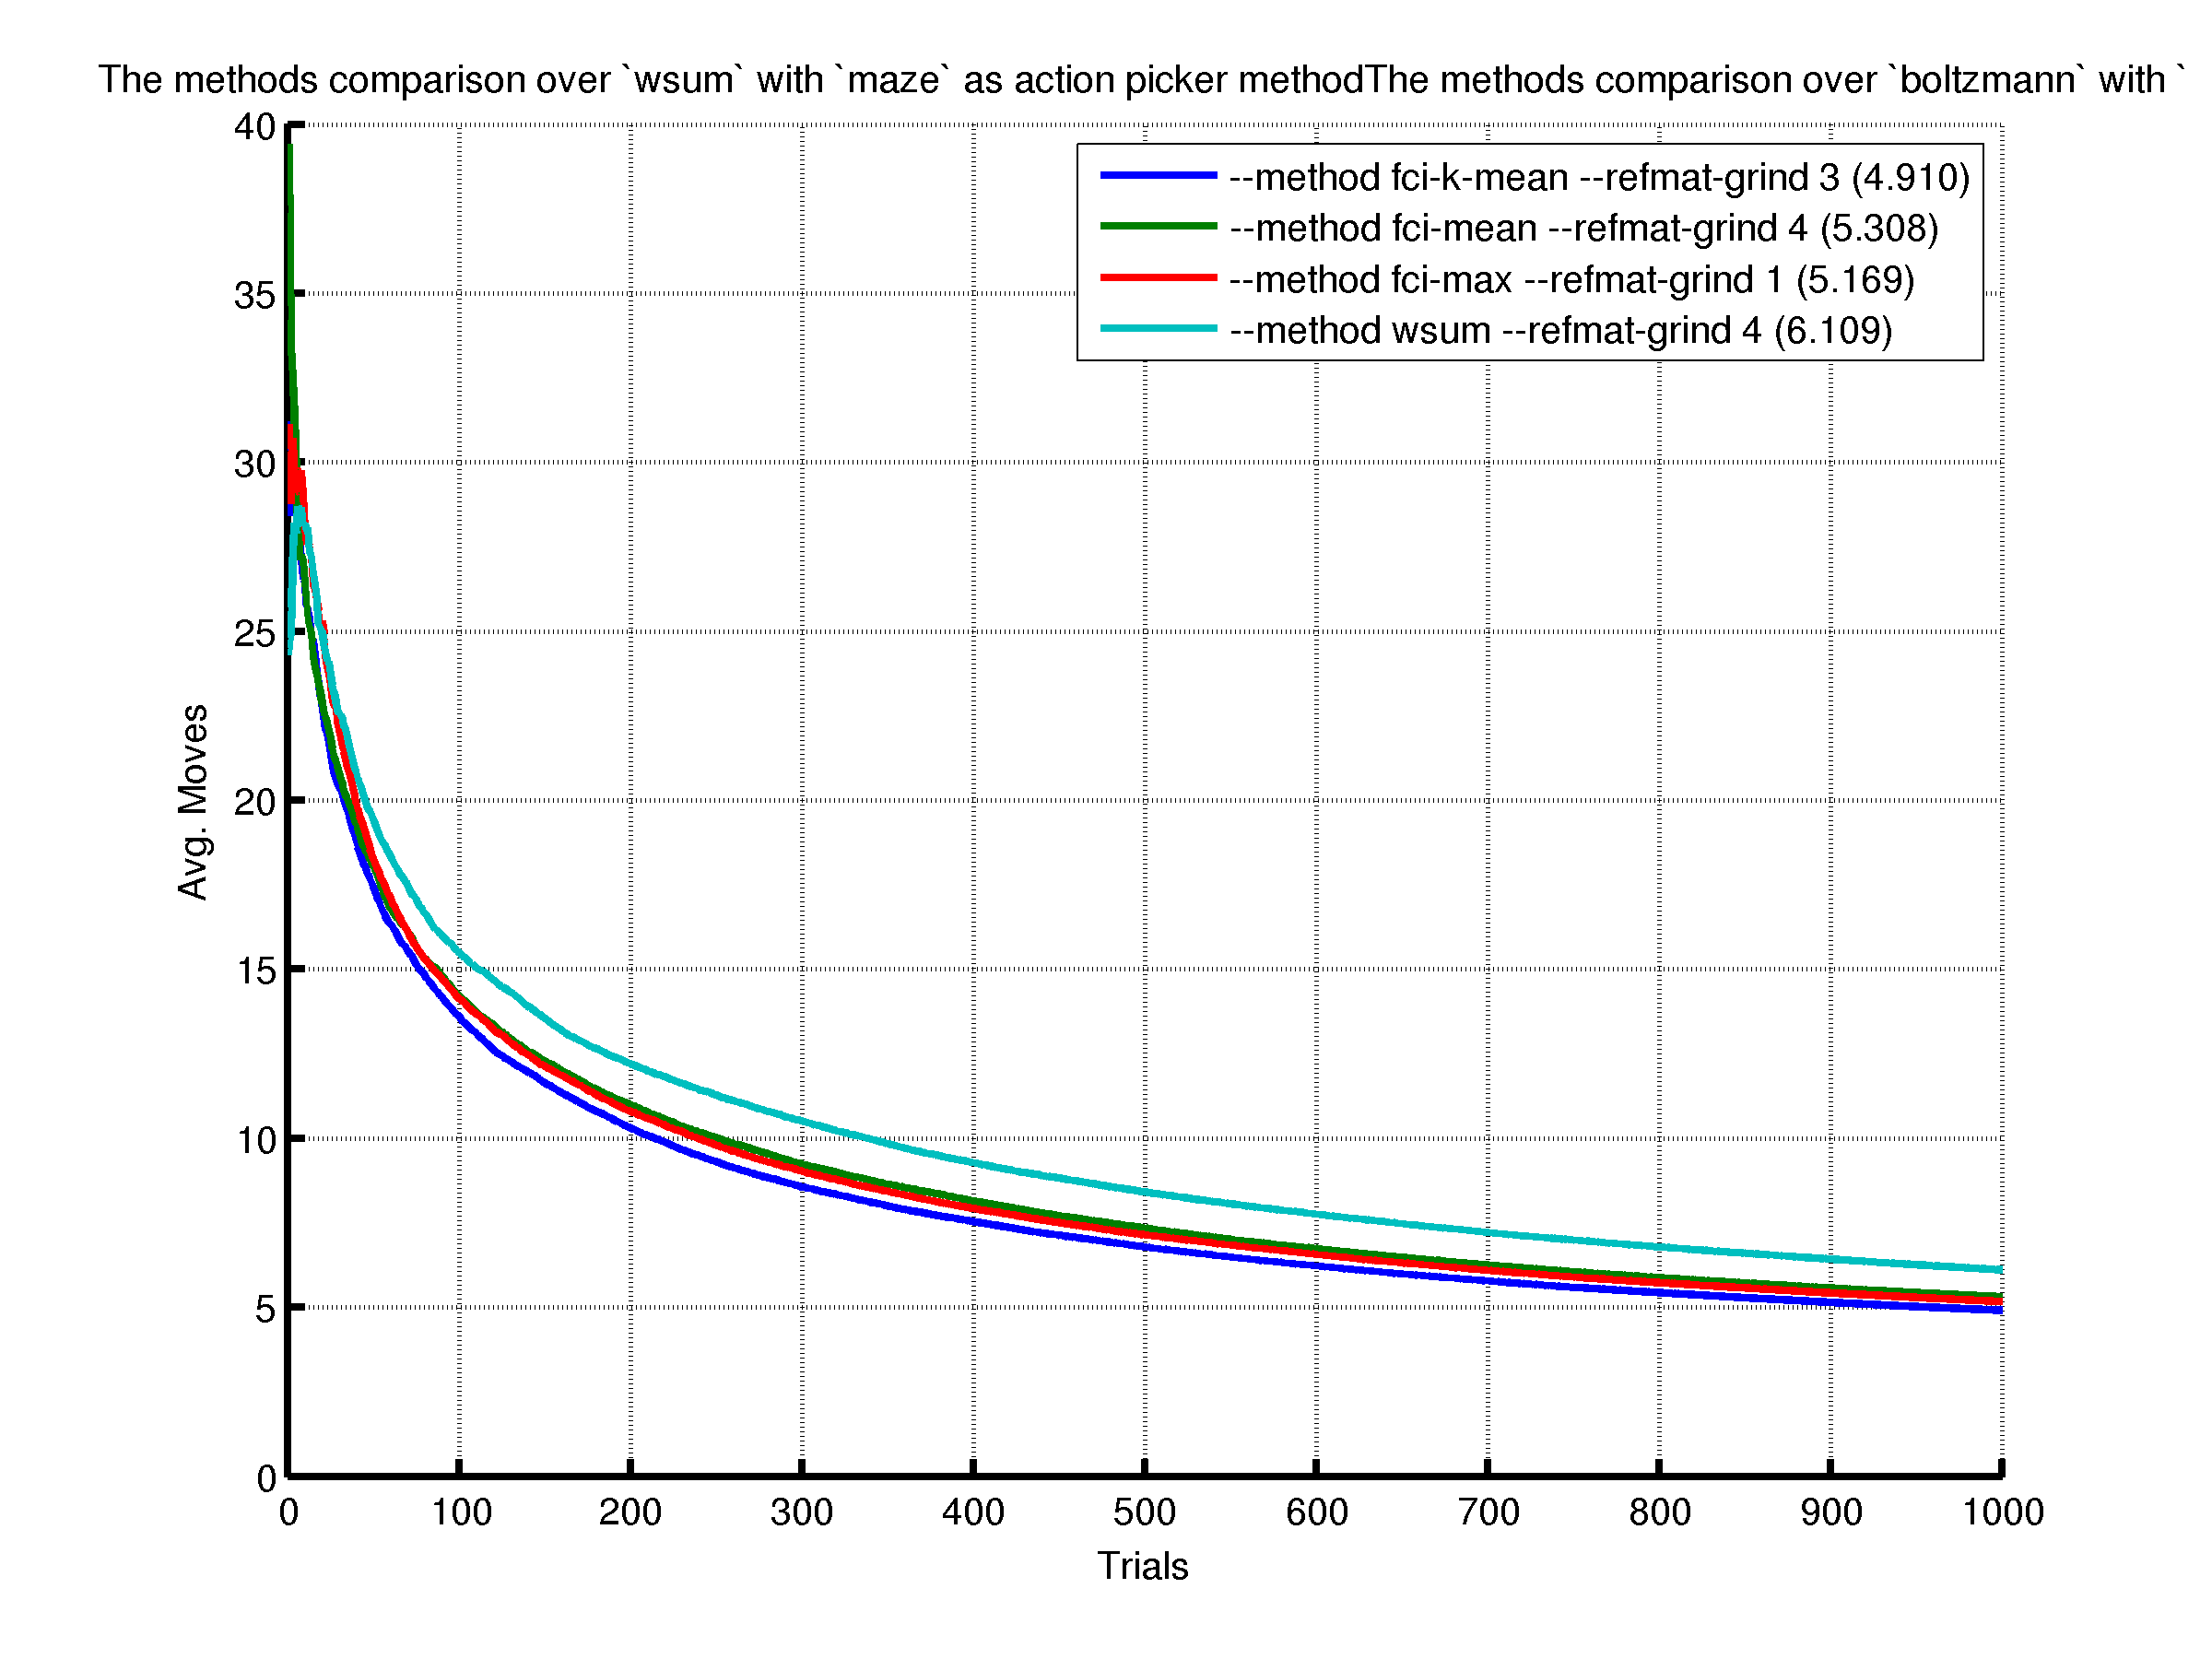 The methods comparison over `wsum` with `maze` as action picker methodThe methods comparison over `boltzmann` with `
40
35
30
25
20
15
10
5
0
Avg. Moves
--method fci-k-mean --refmat-grind 3 (4.910)
--method fci-mean --refmat-grind 4 (5.308)
--method fci-max --refmat-grind 1 (5.169)
--method wsum --refmat-grind 4 (6.109)
0 100 200 300 400 500 600 700 800 900 1000
Trials